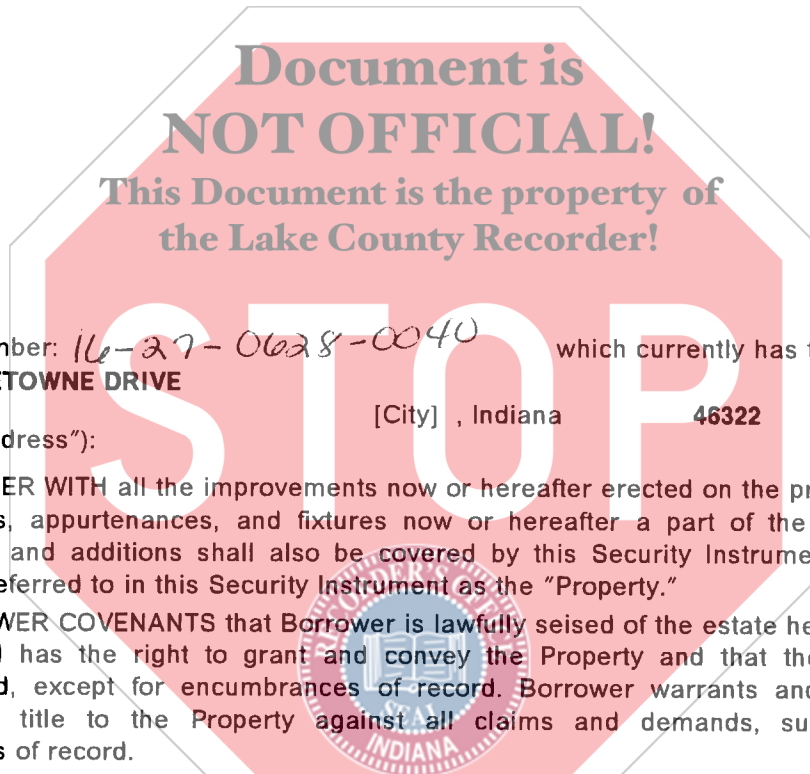 Document is
NOT OFFICIAL!
This Document is the property of
the Lake County Recorder!
STOP
nber: 16-27-0628-0040 which currently has t
ETOWNE DRIVE
[City] , Indiana 46322
dress"):
ER WITH all the improvements now or hereafter erected on the pr
s, appurtenances, and fixtures now or hereafter a part of the
and additions shall also be covered by this Security Instrume
eferred to in this Security Instrument as the "Property."
WER COVENANTS that Borrower is lawfully seised of the estate he
has the right to grant and convey the Property and that the
d, except for encumbrances of record. Borrower warrants and
title to the Property against all claims and demands, su
s of record.
RECORDER'S
SEAL
INDIANA